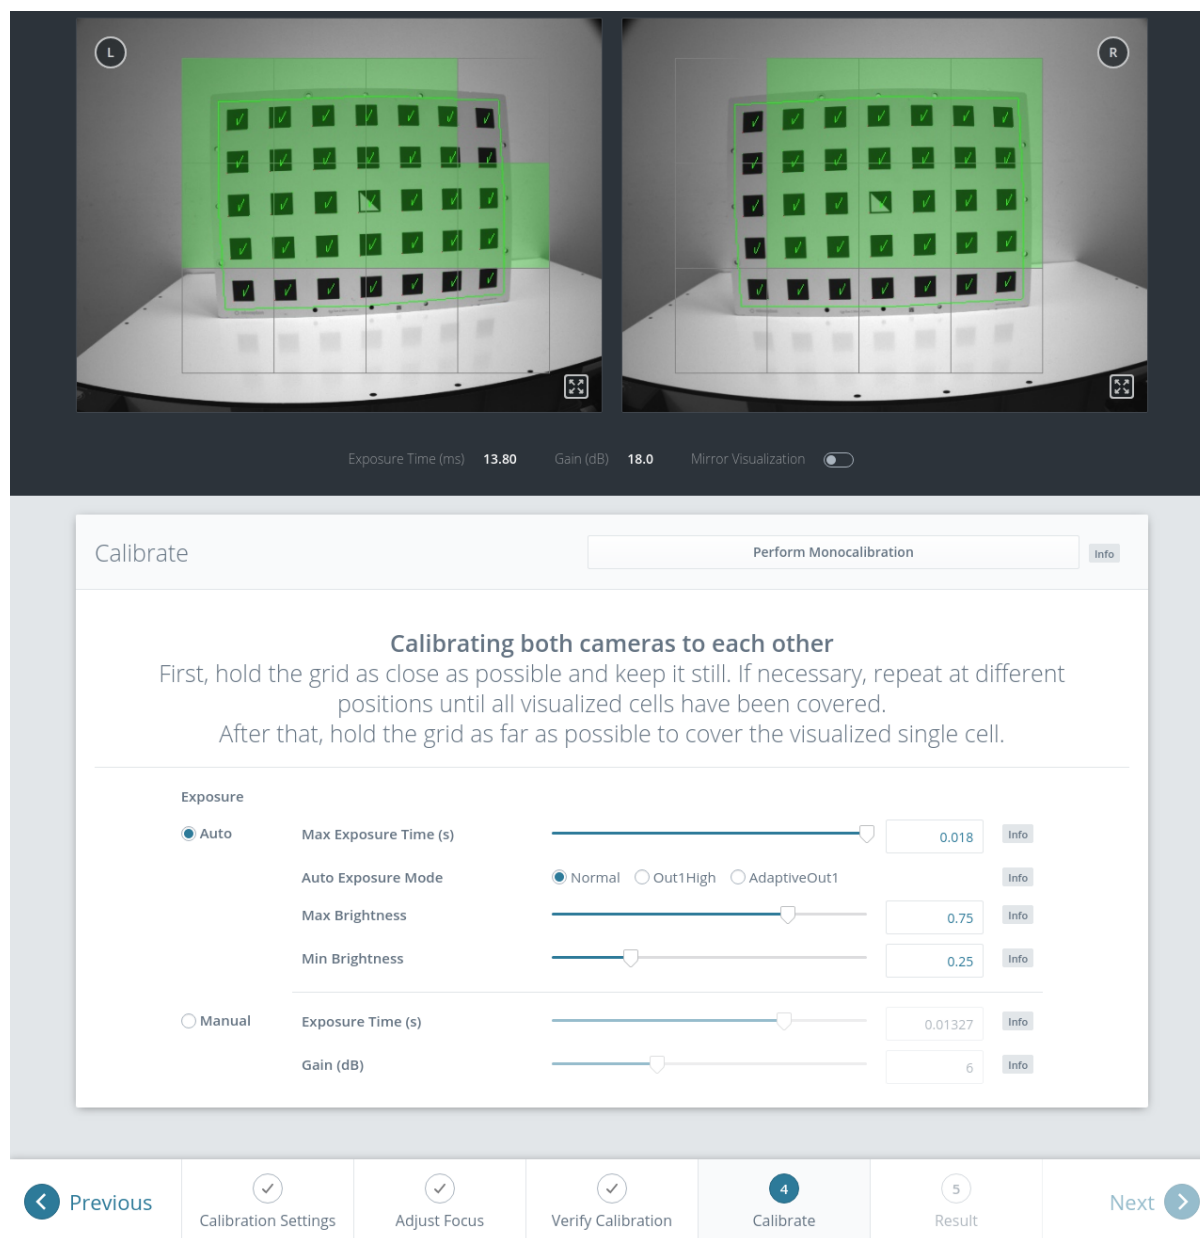 L
R
Exposure Time (ms) 13.80 Gain (dB) 18.0 Mirror Visualization
Calibrate
Perform Monocalibration
Info
Calibrating both cameras to each other
First, hold the grid as close as possible and keep it still. If necessary, repeat at different
positions until all visualized cells have been covered.
After that, hold the grid as far as possible to cover the visualized single cell.
Exposure
Auto
Max Exposure Time (s) 0.018 Info
Auto Exposure Mode Normal Out1High AdaptiveOut1 Info
Max Brightness 0.75 Info
Min Brightness 0.25 Info
Manual
Exposure Time (s) 0.01327 Info
Gain (dB) 6 Info
Previous
Calibration Settings
Adjust Focus
Verify Calibration
4
Calibrate
5
Result
Next